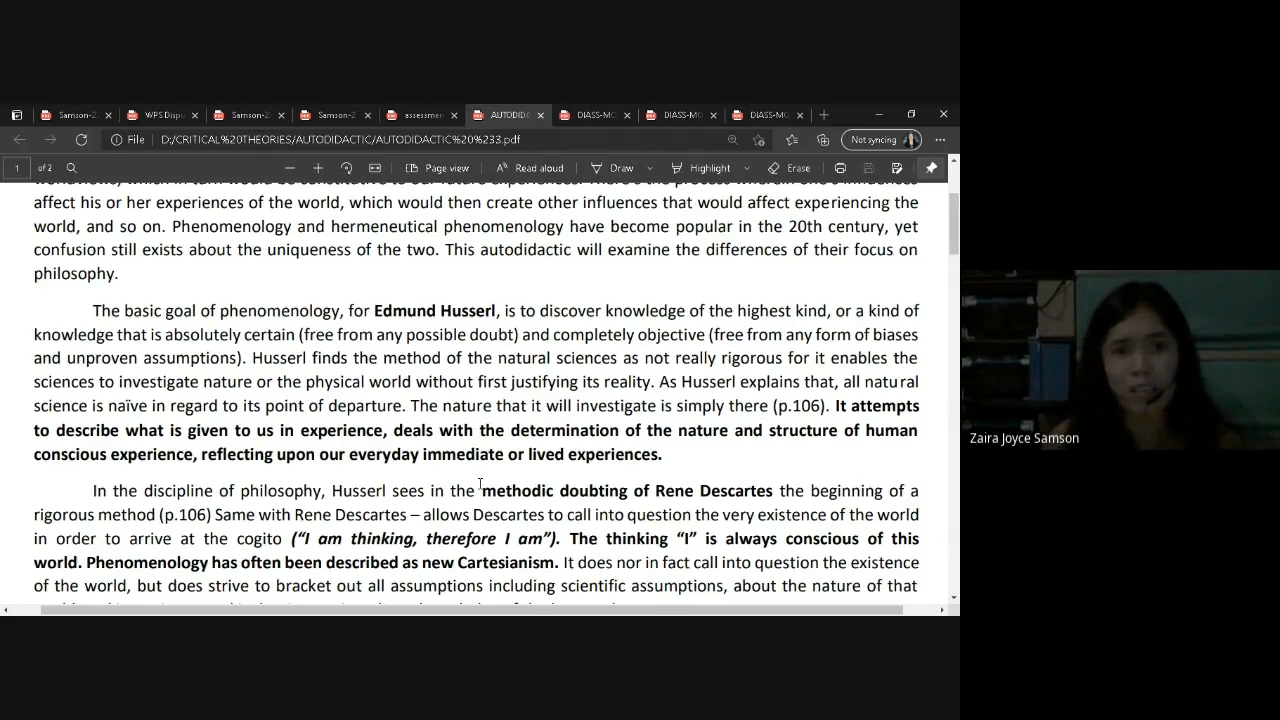 Samson-Z
WPS Dispu
Samson-Z
Samson-Z
assessmen
AUTODIDA
DIASS-MO
DIASS-MO
DIASS-MO
File D:/CRITICAL%20THEORIES/AUTODIDACTIC/AUTODIDACTIC%20%233.pdf
Not syncing
1 of 2
Page view
Read aloud
Draw
Highlight
Erase
affect his or her experiences of the world, which would then create other influences that would affect experiencing the
world, and so on. Phenomenology and hermeneutical phenomenology have become popular in the 20th century, yet
confusion still exists about the uniqueness of the two. This autodidactic will examine the differences of their focus on
philosophy.
The basic goal of phenomenology, for Edmund Husserl, is to discover knowledge of the highest kind, or a kind of
knowledge that is absolutely certain (free from any possible doubt) and completely objective (free from any form of biases
and unproven assumptions). Husserl finds the method of the natural sciences as not really rigorous for it enables the
sciences to investigate nature or the physical world without first justifying its reality. As Husserl explains that, all natural
science is naïve in regard to its point of departure. The nature that it will investigate is simply there (p.106). It attempts
to describe what is given to us in experience, deals with the determination of the nature and structure of human
conscious experience, reflecting upon our everyday immediate or lived experiences.
In the discipline of philosophy, Husserl sees in the methodic doubting of Rene Descartes the beginning of a
rigorous method (p.106) Same with Rene Descartes – allows Descartes to call into question the very existence of the world
in order to arrive at the cogito (“I am thinking, therefore I am”). The thinking “I” is always conscious of this
world. Phenomenology has often been described as new Cartesianism. It does nor in fact call into question the existence
of the world, but does strive to bracket out all assumptions including scientific assumptions, about the nature of that
Zaira Joyce Samson